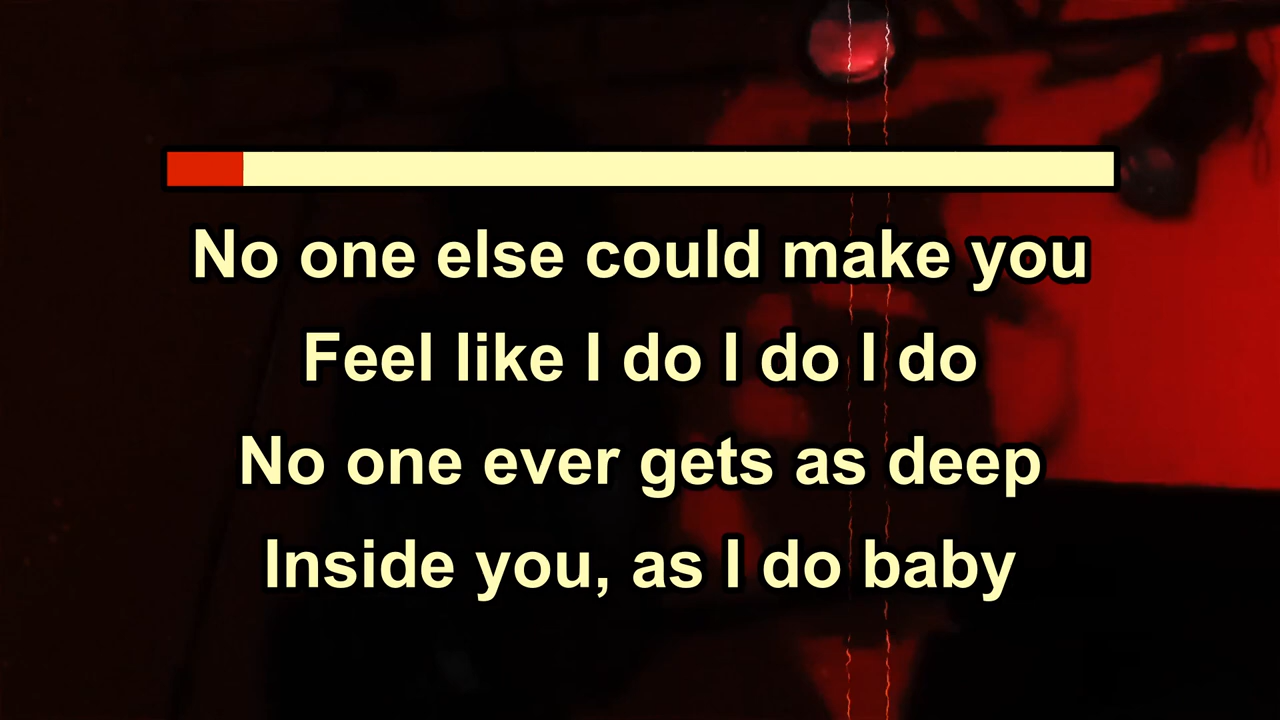 No one else could make you
Feel like I do I do I do
No one ever gets as deep
Inside you, as I do baby